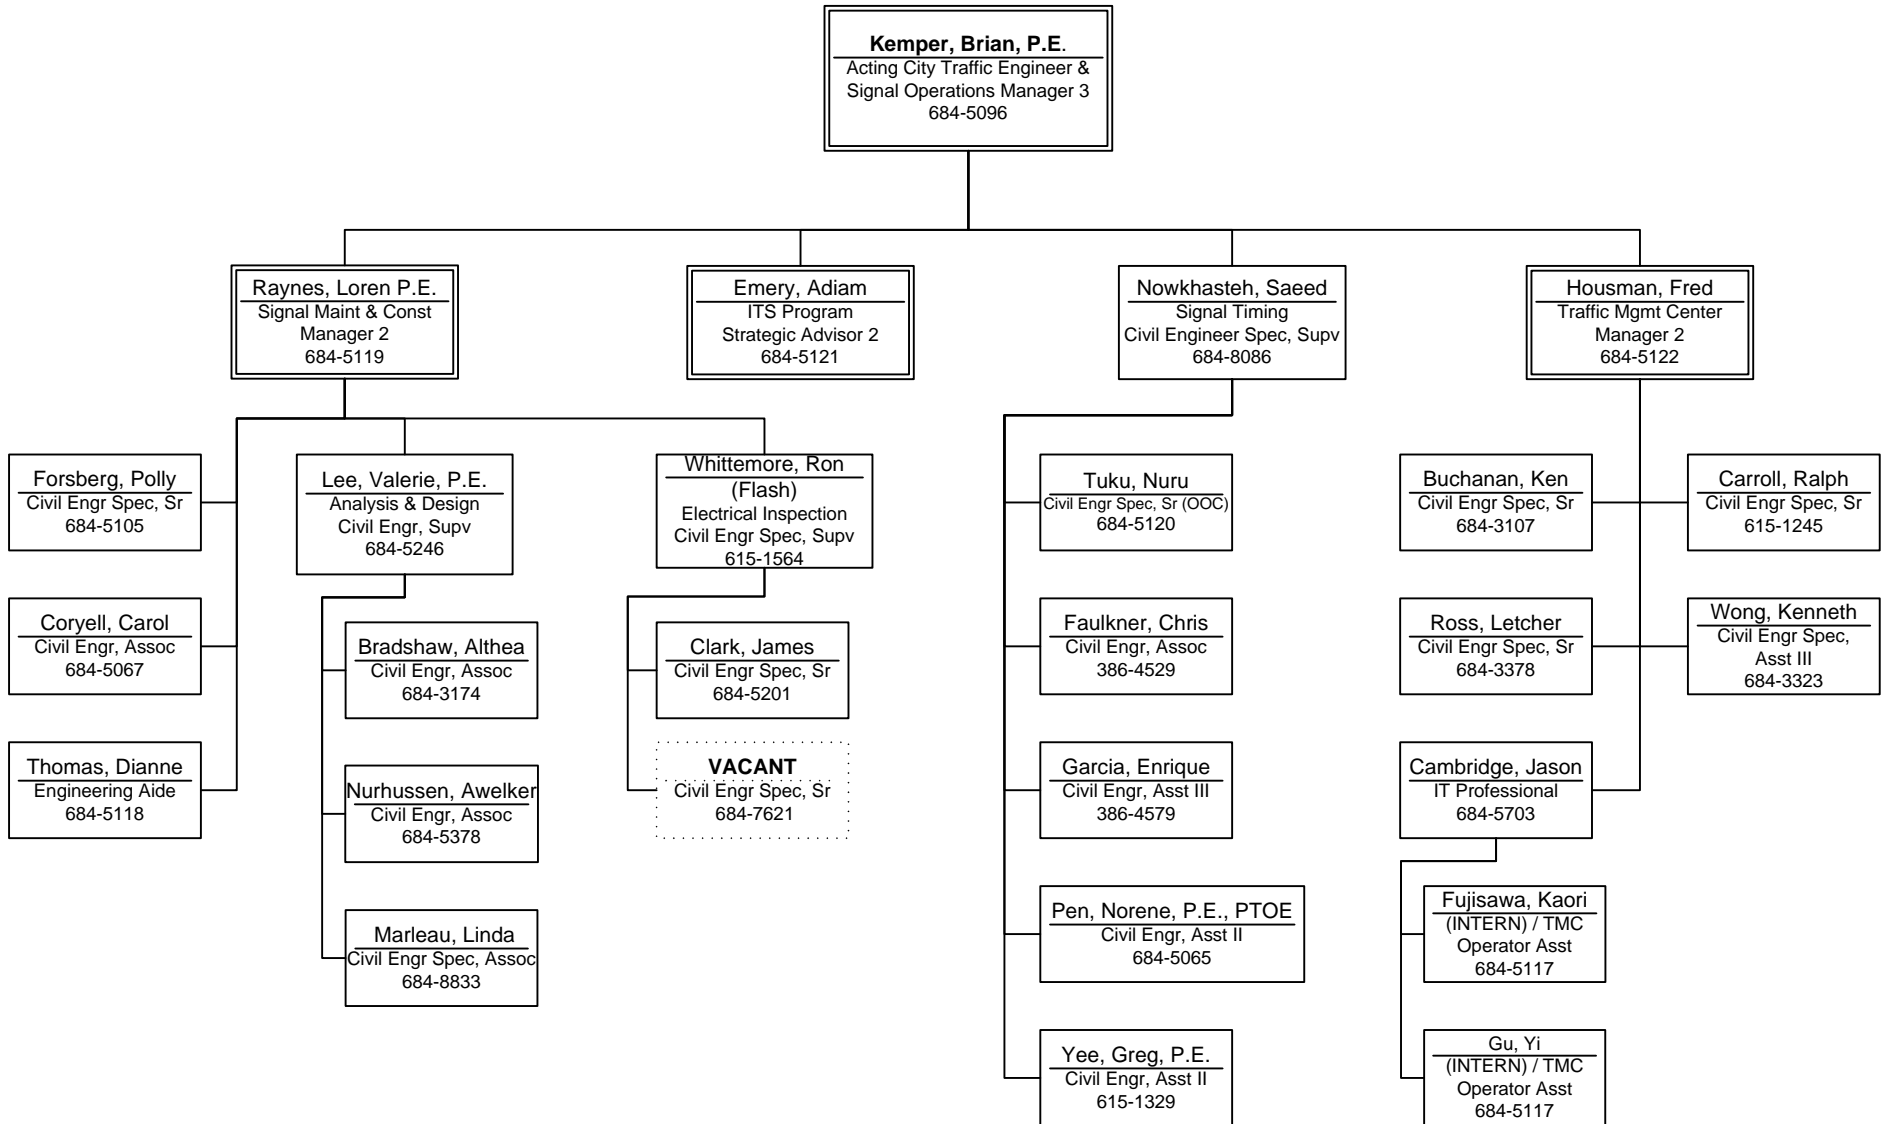 Kemper, Brian, P.E.
Acting City Traffic Engineer &
Signal Operations Manager 3
684-5096
Raynes, Loren P.E.
Signal Maint & Const
Manager 2
684-5119
Emery, Adiam
ITS Program
Strategic Advisor 2
684-5121
Nowkhasteh, Saeed
Signal Timing
Civil Engineer Spec, Supv
684-8086
Housman, Fred
Traffic Mgmt Center
Manager 2
684-5122
Forsberg, Polly
Civil Engr Spec, Sr
684-5105
Coryell, Carol
Civil Engr, Assoc
684-5067
Thomas, Dianne
Engineering Aide
684-5118
Lee, Valerie, P.E.
Analysis & Design
Civil Engr, Supv
684-5246
Bradshaw, Althea
Civil Engr, Assoc
684-3174
Nurhussen, Awelker
Civil Engr, Assoc
684-5378
Marleau, Linda
Civil Engr Spec, Assoc
684-8833
Whittemore, Ron
(Flash)
Electrical Inspection
Civil Engr Spec, Supv
615-1564
Clark, James
Civil Engr Spec, Sr
684-5201
VACANT
Civil Engr Spec, Sr
684-7621
Tuku, Nuru
Civil Engr Spec, Sr (OOC)
684-5120
Faulkner, Chris
Civil Engr, Assoc
386-4529
Garcia, Enrique
Civil Engr, Asst III
386-4579
Pen, Norene, P.E., PTOE
Civil Engr, Asst II
684-5065
Yee, Greg, P.E.
Civil Engr, Asst II
615-1329
Buchanan, Ken
Civil Engr Spec, Sr
684-3107
Carroll, Ralph
Civil Engr Spec, Sr
615-1245
Ross, Letcher
Civil Engr Spec, Sr
684-3378
Wong, Kenneth
Civil Engr Spec,
Asst III
684-3323
Cambridge, Jason
IT Professional
684-5703
Fujisawa, Kaori
(INTERN) / TMC
Operator Asst
684-5117
Gu, Yi
(INTERN) / TMC
Operator Asst
684-5117